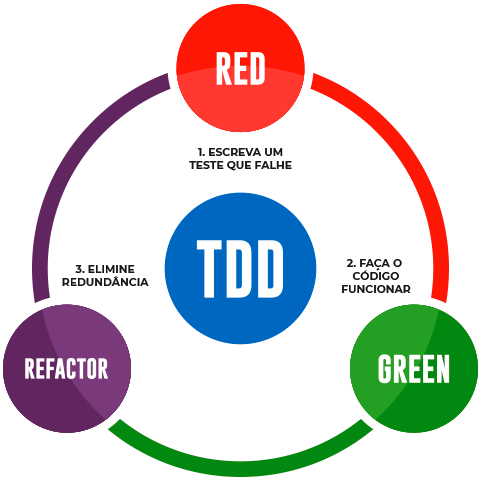 RED
1. ESCREVA UM
TESTE QUE FALHE
TDD
2. FAÇA O
CÓDIGO
FUNCIONAR
3. ELIMINE
REDUNDÂNCIA
REFACTOR
GREEN